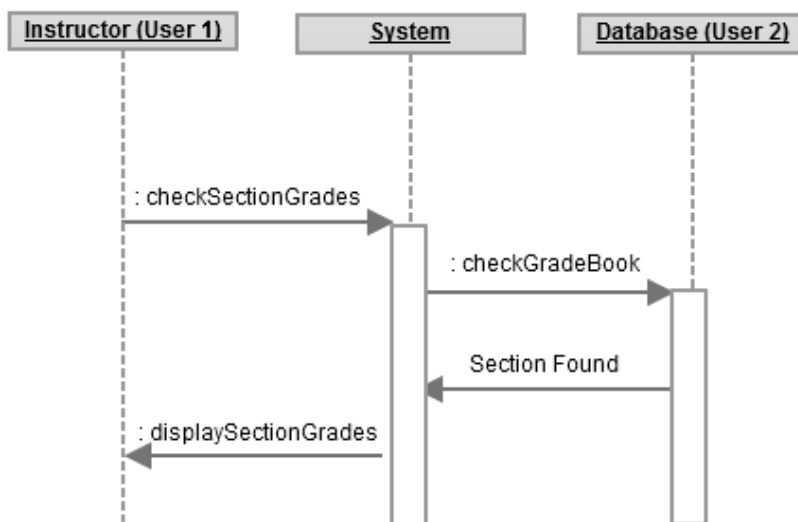 Instructor (User 1)
System
Database (User 2)
: checkSectionGrades
: checkGradeBook
Section Found
: displaySectionGrades